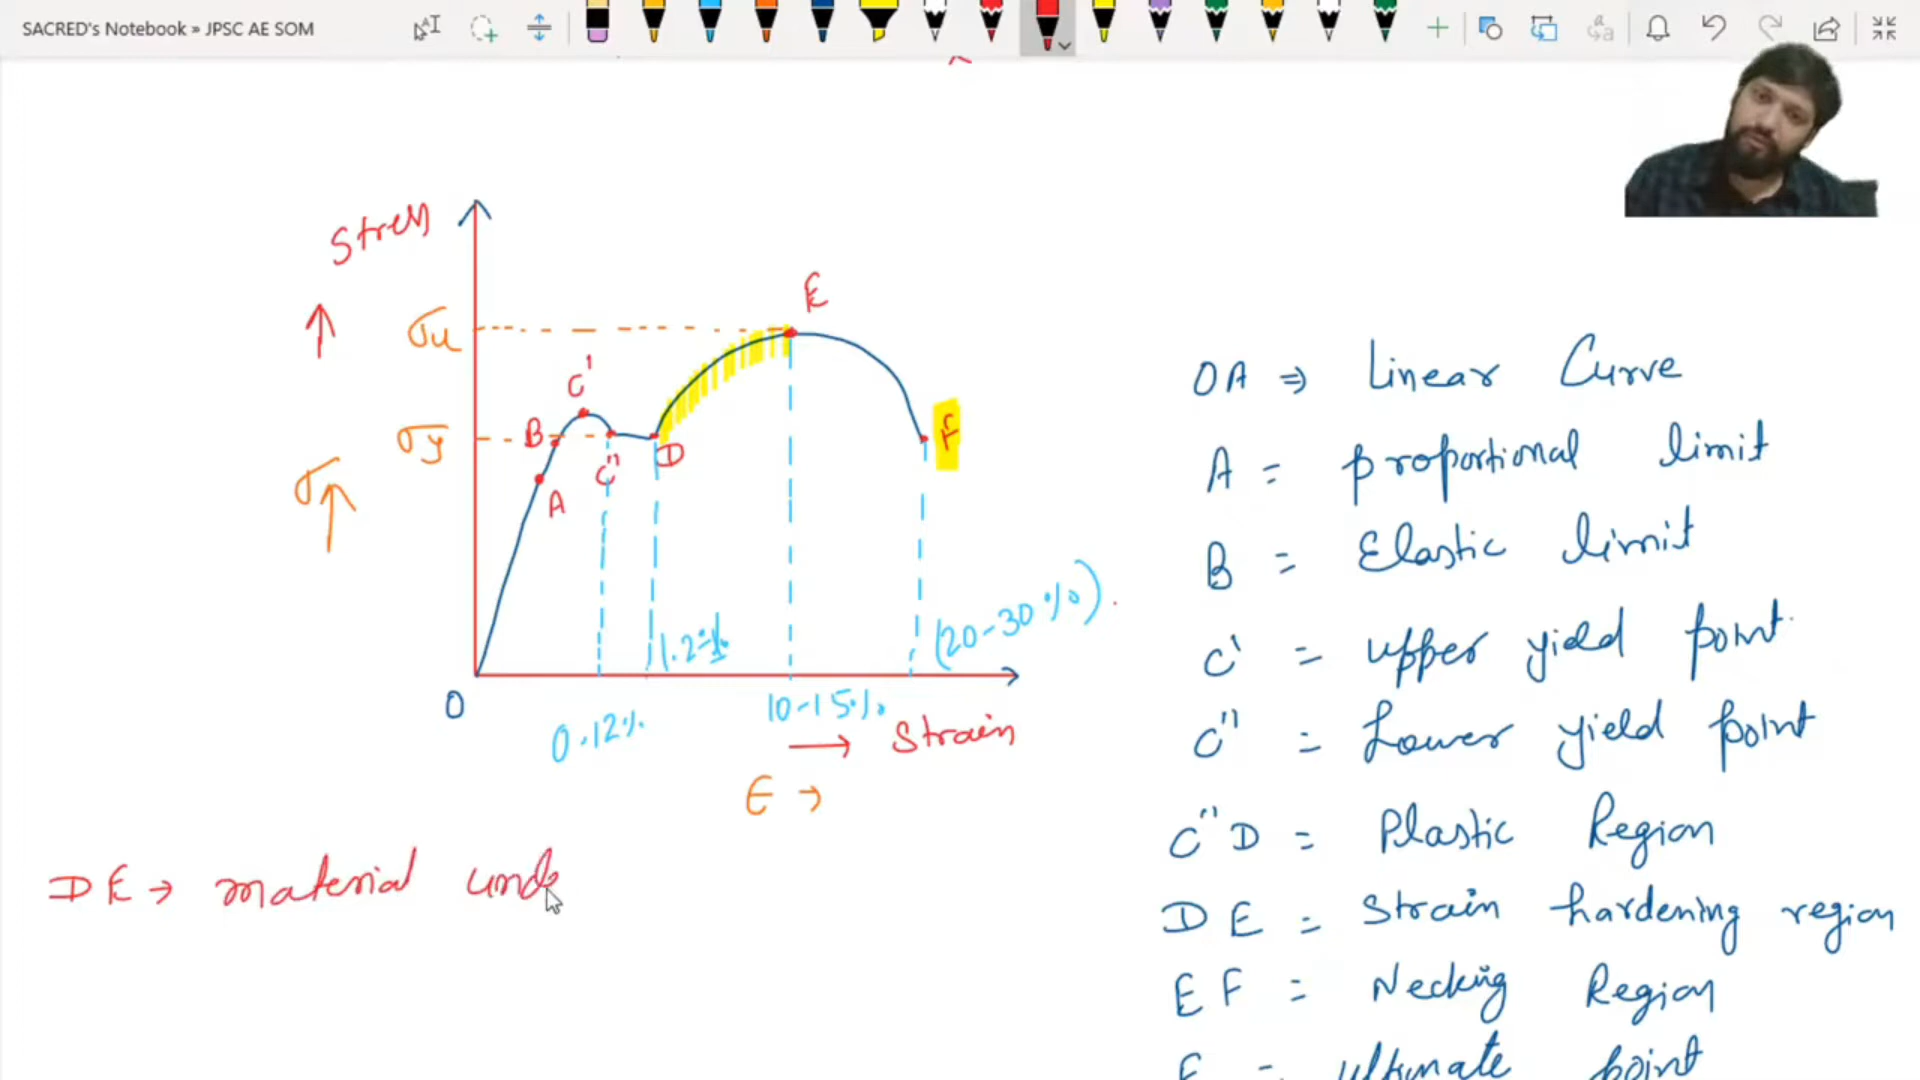 SACRED's Notebook » JPSC AE SOM
Stress
E
σu
C'
B
σy
C"
D
F
A
σ
1.2%
(20-30%).
O
0.12%
10-15%
→ Strain
ε →
DE → material unde
OA ⇒ Linear Curve
A = proportional limit
B = Elastic limit
C' = upper yield point
C" = Lower yield point
C"D = Plastic Region
DE = Strain hardening region
EF = Necking Region
E = ultimate point